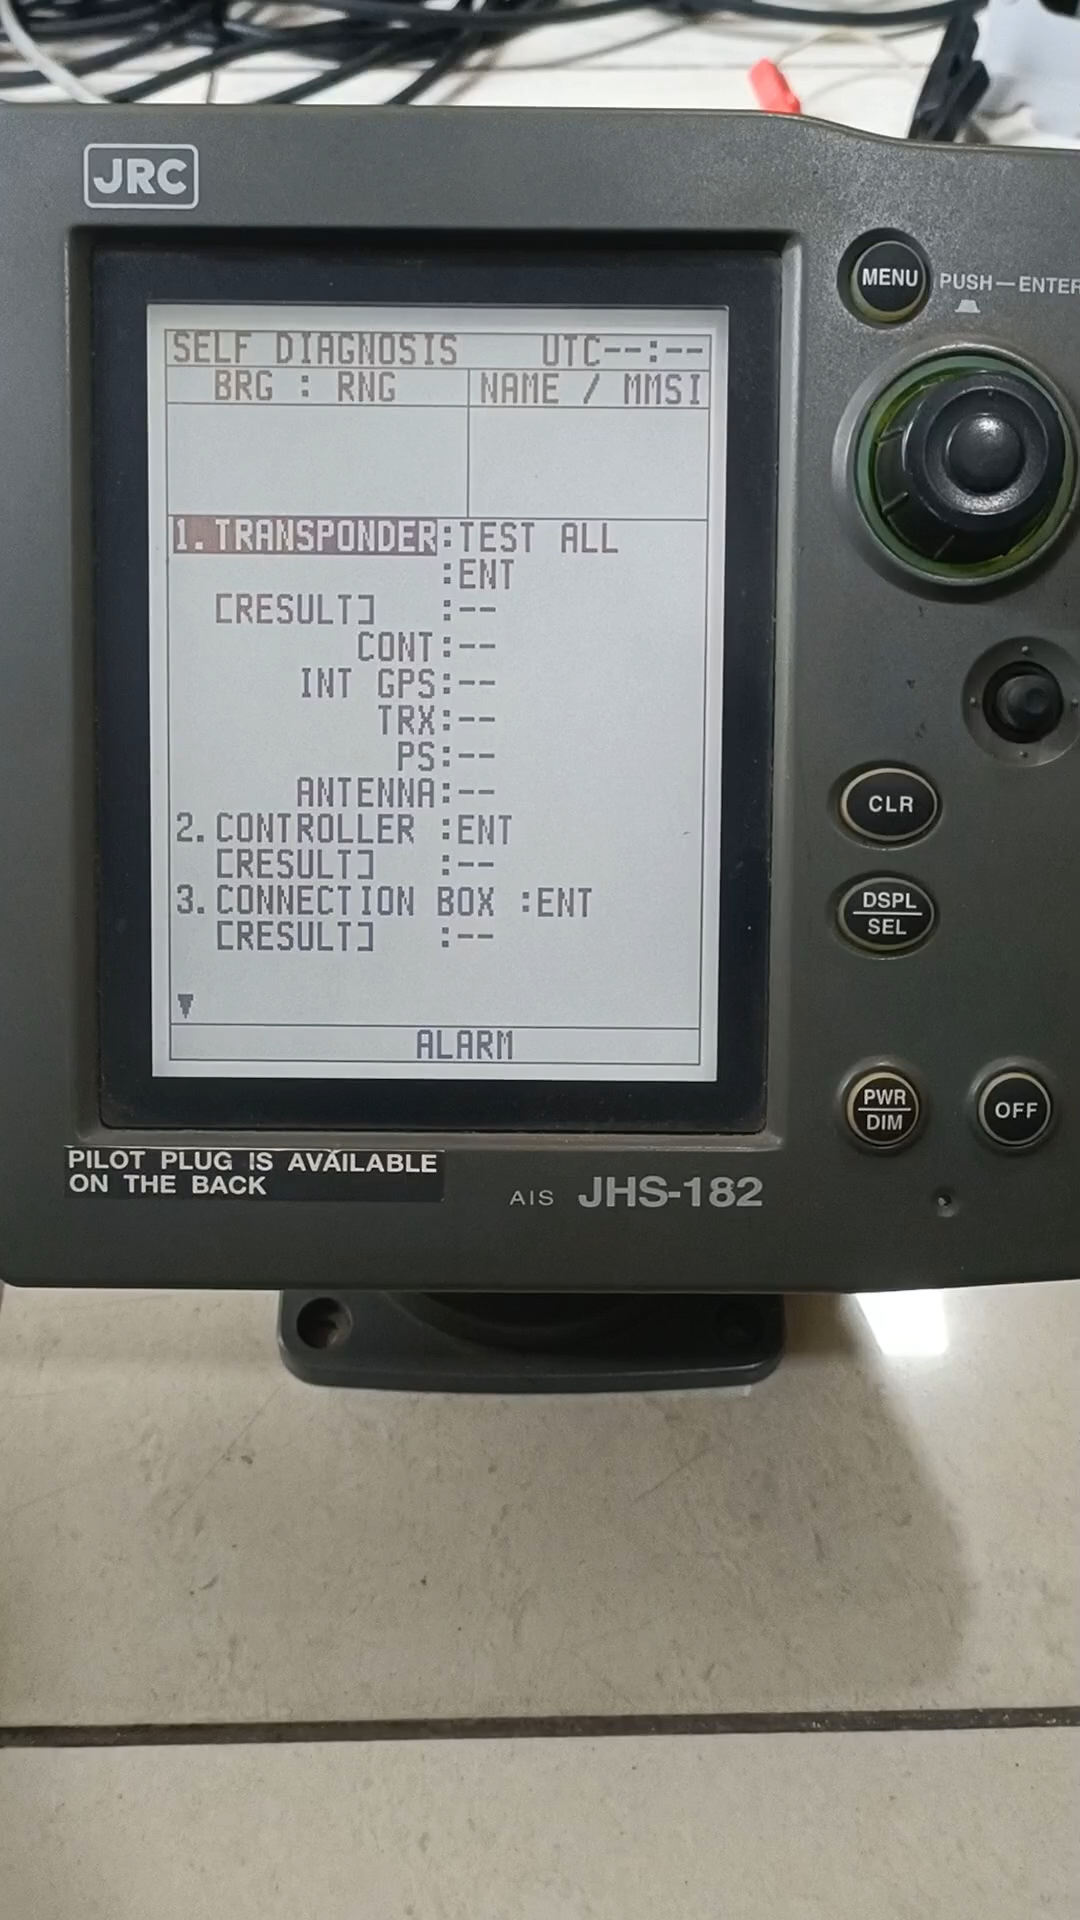 JRC
MENU
PUSH — ENTER
SELF DIAGNOSIS UTC--:--
BRG : RNG NAME / MMSI
1.TRANSPONDER:TEST ALL
:ENT
[RESULT] :--
CONT:--
INT GPS:--
TRX:--
PS:--
ANTENNA:--
2.CONTROLLER :ENT
[RESULT] :--
3.CONNECTION BOX :ENT
[RESULT] :--
ALARM
CLR
DSPL
SEL
PWR
DIM
OFF
PILOT PLUG IS AVAILABLE
ON THE BACK
AIS JHS-182